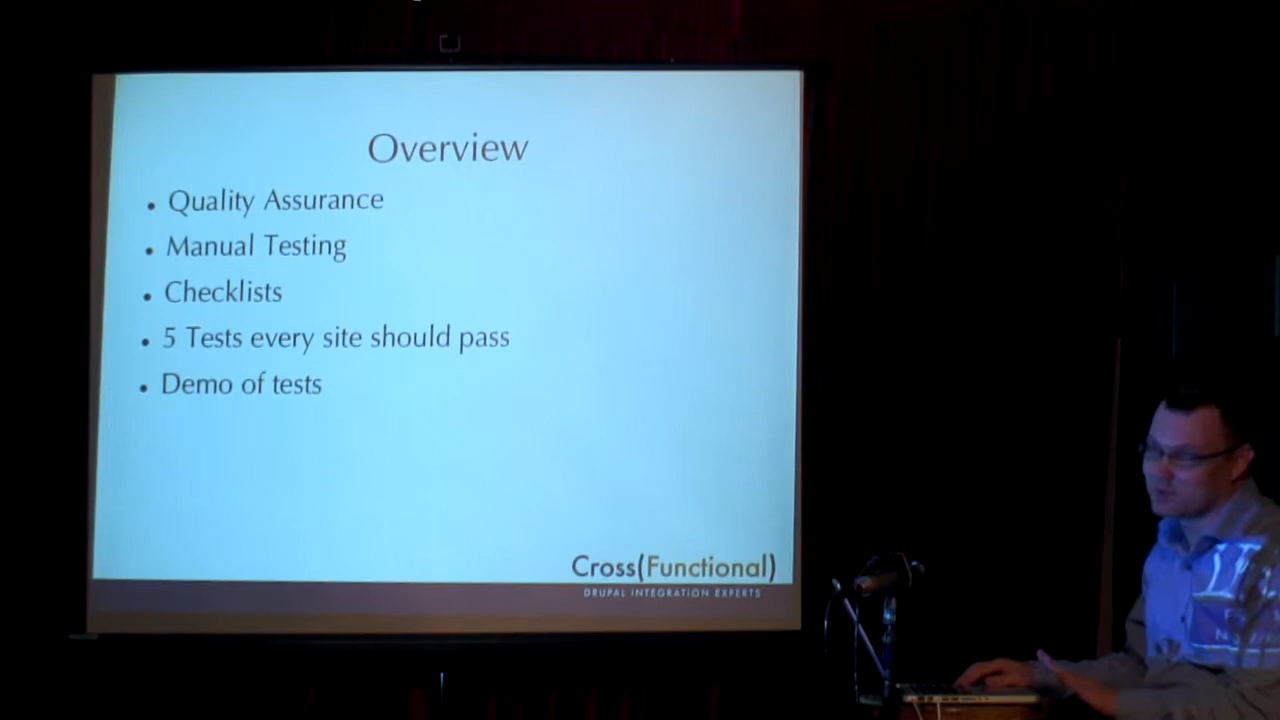 Overview
• Quality Assurance
• Manual Testing
• Checklists
• 5 Tests every site should pass
• Demo of tests
Cross(Functional)
DRUPAL INTEGRATION EXPERTS